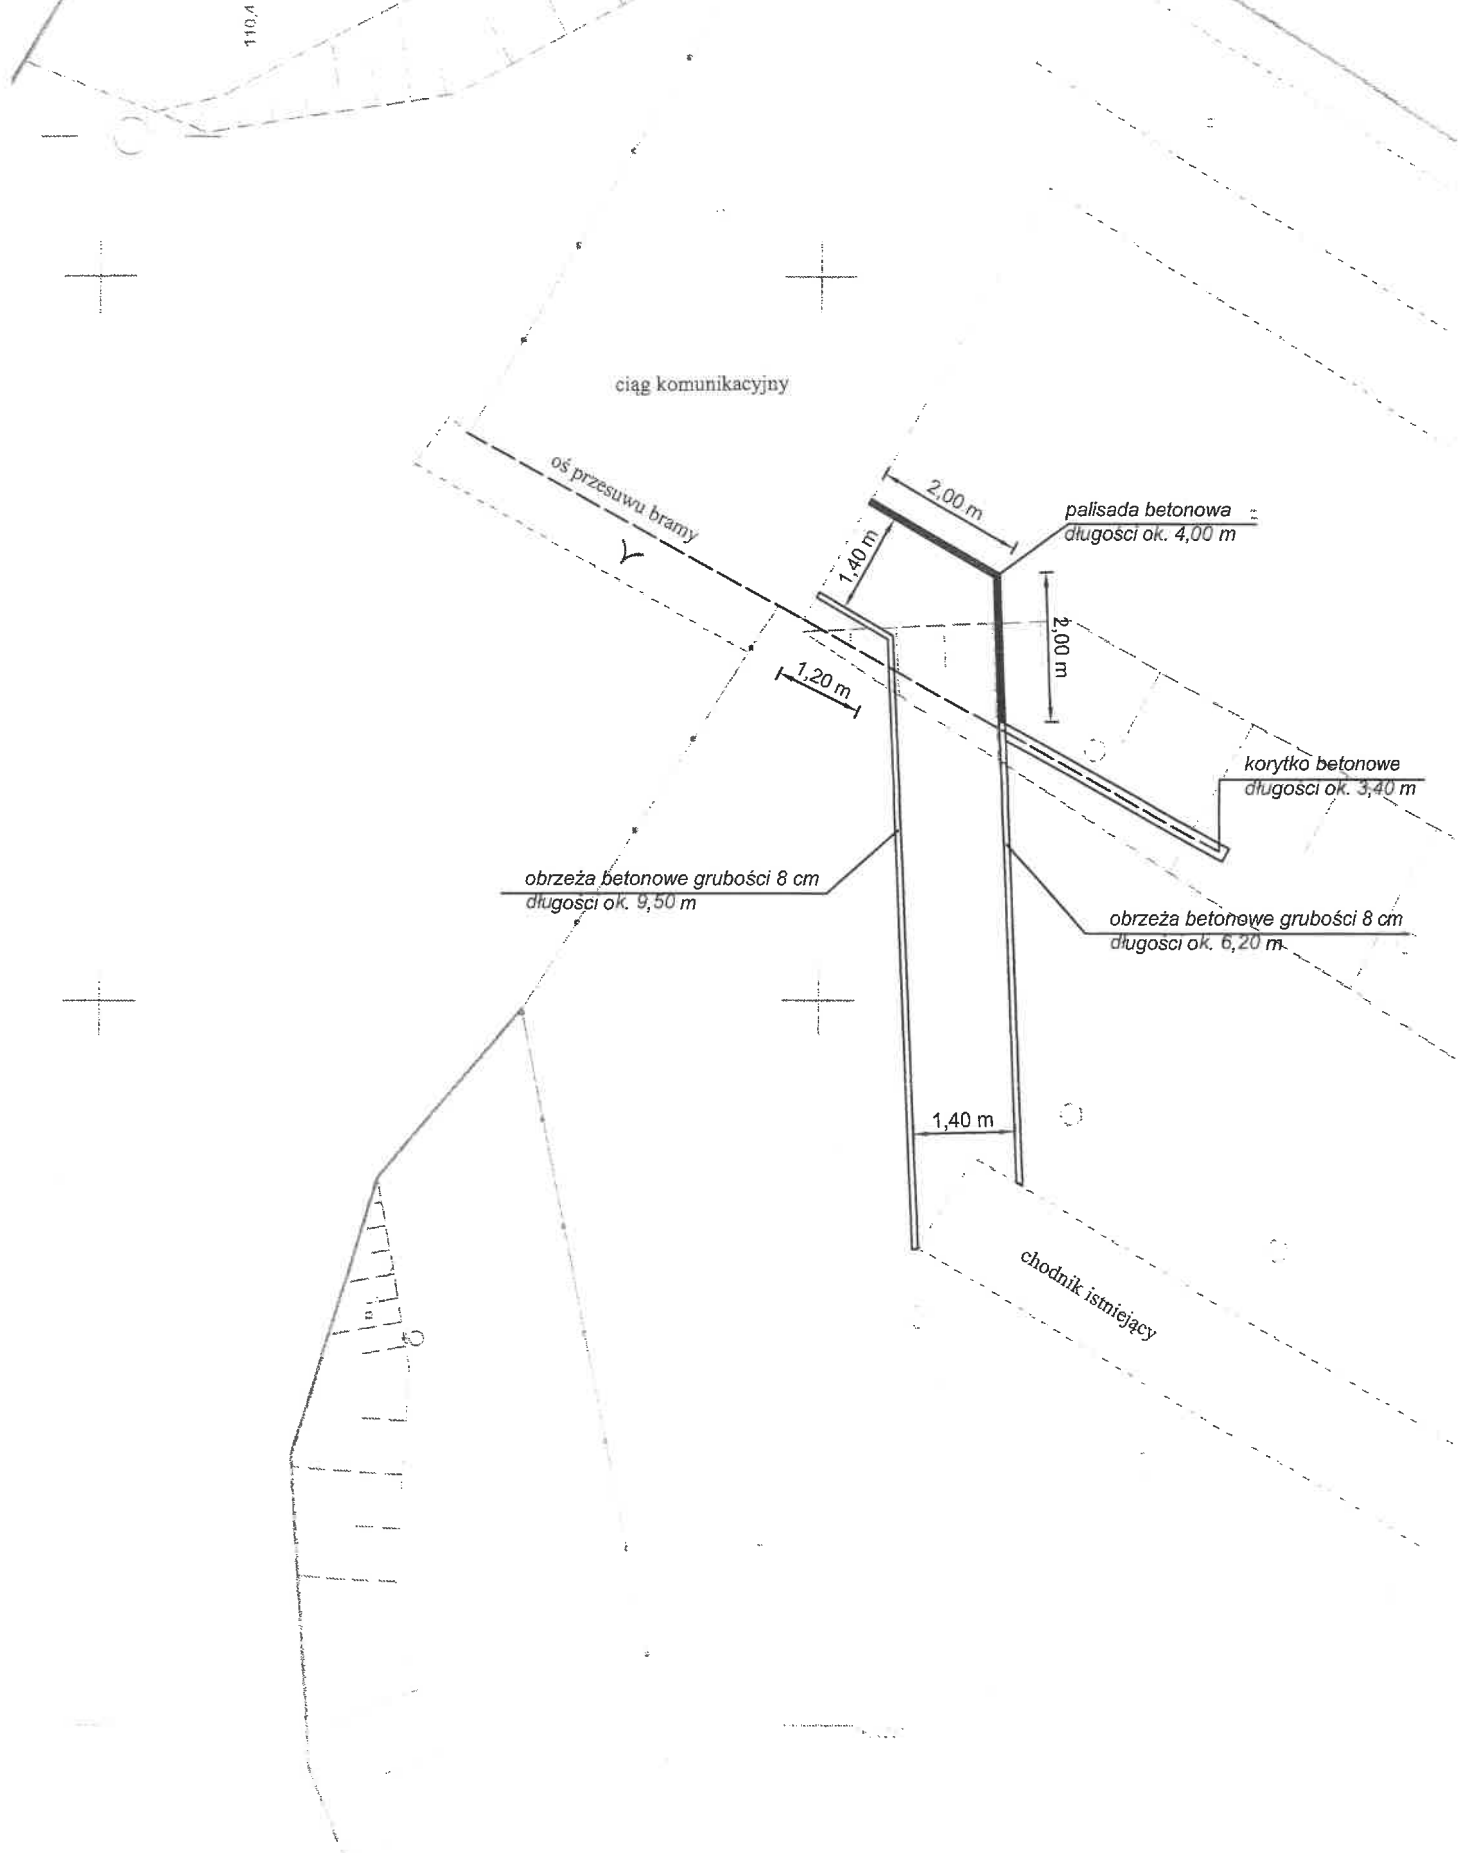 110,4
ciąg komunikacyjny
oś przesuwu bramy
2,00 m
palisada betonowa
długości ok. 4,00 m
1,40 m
2,00 m
1,20 m
korytko betonowe
długości ok. 3,40 m
obrzeża betonowe grubości 8 cm
długości ok. 9,50 m
obrzeża betonowe grubości 8 cm
długości ok. 6,20 m
1,40 m
chodnik istniejący